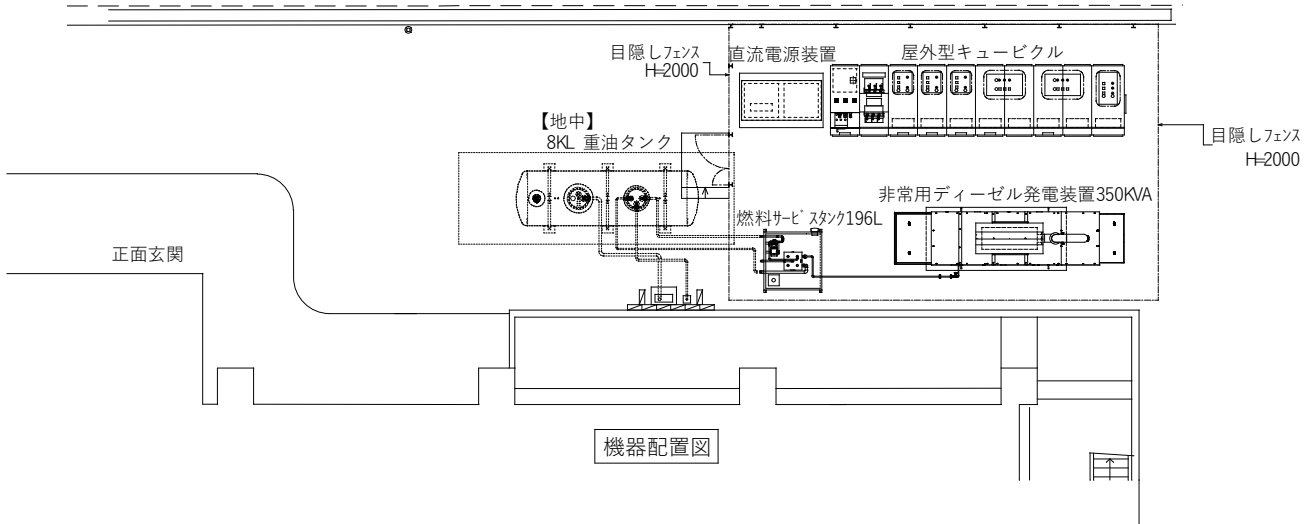 目隠しフェンス
H=2000
直流電源装置
屋外型キュービクル
【地中】
8KL 重油タンク
目隠しフェンス
H=2000
非常用ディーゼル発電装置350KVA
燃料サービスタンク196L
正面玄関
機器配置図